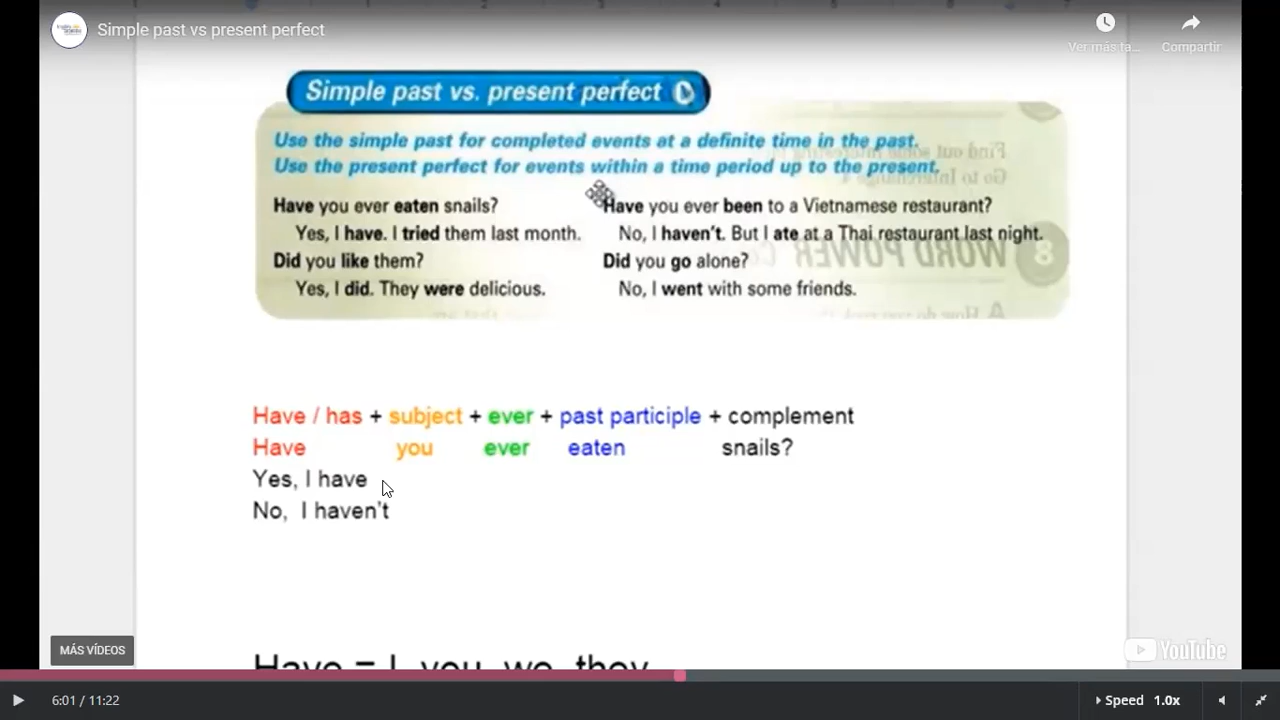 Simple past vs present perfect
Ver más ta...
Compartir
Simple past vs. present perfect
Use the simple past for completed events at a definite time in the past.
Use the present perfect for events within a time period up to the present.
Have you ever eaten snails?
Yes, I have. I tried them last month.
Did you like them?
Yes, I did. They were delicious.
Have you ever been to a Vietnamese restaurant?
No, I haven't. But I ate at a Thai restaurant last night.
Did you go alone?
No, I went with some friends.
Have / has + subject + ever + past participle + complement
Have you ever eaten snails?
Yes, I have
No, I haven't
Have = I, you, we, they
MÁS VÍDEOS
YouTube
6:01 / 11:22
Speed 1.0x